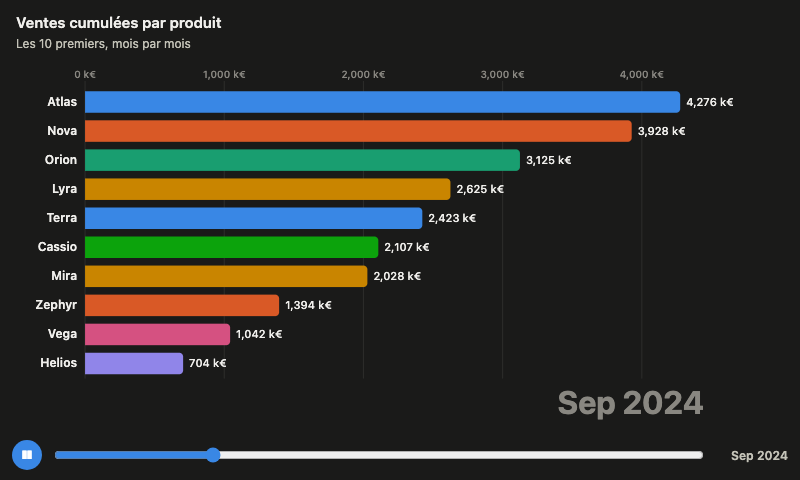 Ventes cumulées par produit
Les 10 premiers, mois par mois
0 k€ 1,000 k€ 2,000 k€ 3,000 k€ 4,000 k€
Atlas 4,276 k€
Nova 3,928 k€
Orion 3,125 k€
Lyra 2,625 k€
Terra 2,423 k€
Cassio 2,107 k€
Mira 2,028 k€
Zephyr 1,394 k€
Vega 1,042 k€
Helios 704 k€
Sep 2024
Sep 2024